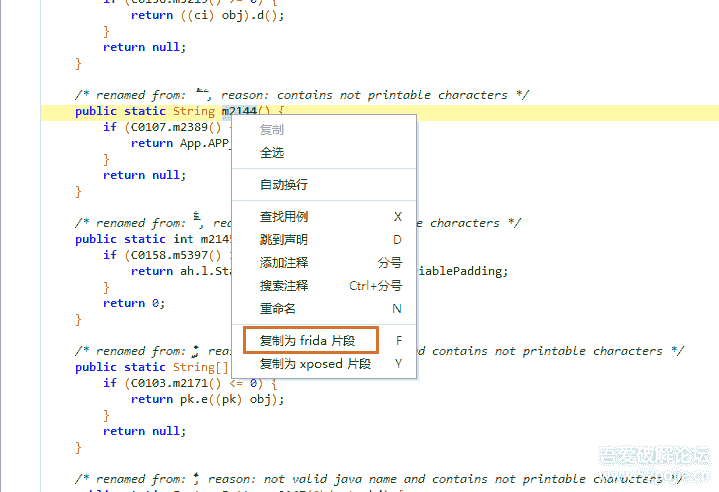 return ((ci) obj).d();
}
return null;
}
/* renamed from: , reason: contains not printable characters */
public static String m2144() {
if (C0107.m2389()
return App.APP
}
return null;
}
/* renamed from: , characters */
public static int
if (C0158.m5397()
return ah.l.Sta iablePadding;
}
return 0;
}
/* renamed from: , and contains not printable characters */
public static String[]
if (C0103.m2171() <= 0) {
return pk.e((pk) obj);
}
return null;
}
/* renamed from: , reason: not valid java name and contains not printable characters */
复制
全选
自动换行
查找用例 X
跳到声明 D
添加注释 分号
搜索注释 Ctrl+分号
重命名 N
复制为 frida 片段 F
复制为 xposed 片段 Y
吾爱破解论坛